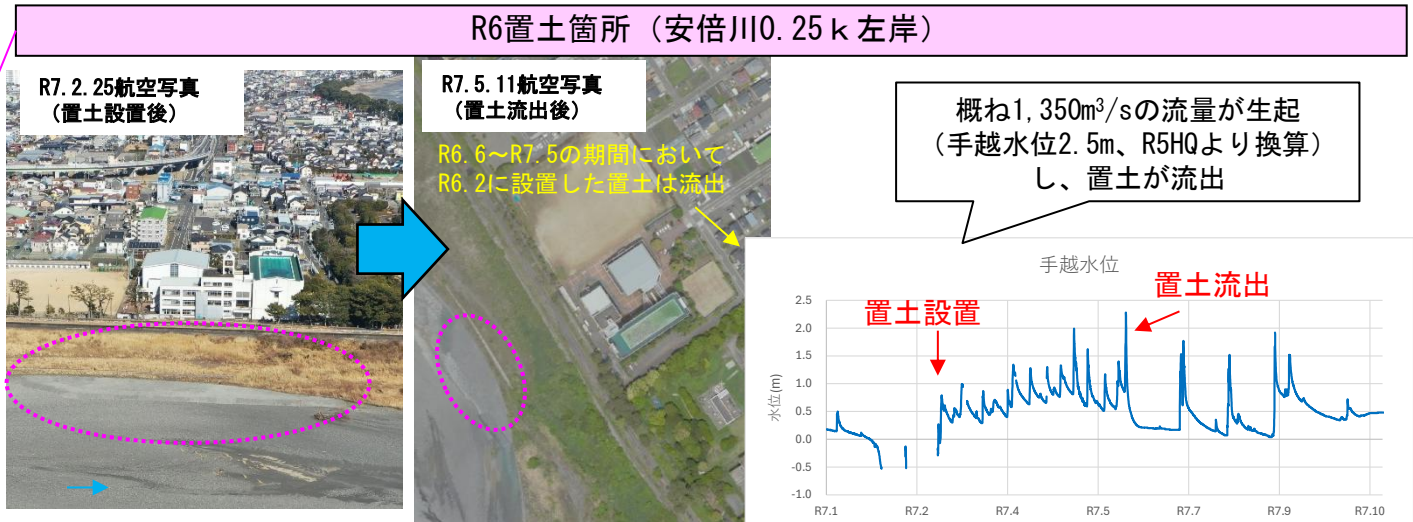 R6置土箇所（安倍川0.25ｋ左岸）
R7.2.25航空写真
（置土設置後）
R7.5.11航空写真
（置土流出後）
R6.6～R7.5の期間において
R6.2に設置した置土は流出
概ね1,350m³/sの流量が生起
（手越水位2.5m、R5HQより換算）
し、置土が流出
手越水位
置土設置
置土流出
水位(m)
2.5
2.0
1.5
1.0
0.5
0.0
-0.5
-1.0
R7.1
R7.2
R7.4
R7.5
R7.7
R7.9
R7.10